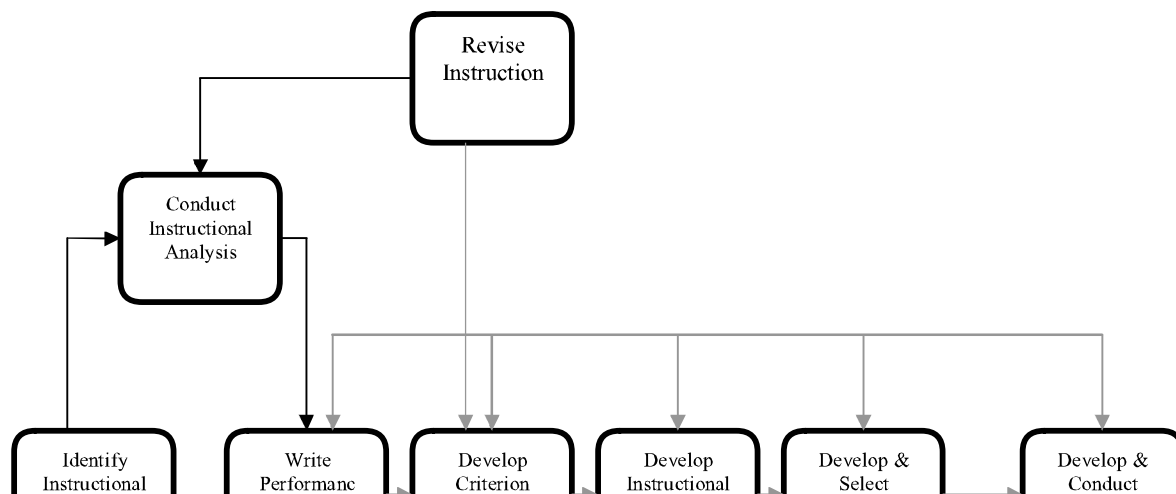 Revise
Instruction
Conduct
Instructional
Analysis
Identify
Instructional
Write
Performanc
Develop
Criterion
Develop
Instructional
Develop &
Select
Develop &
Conduct